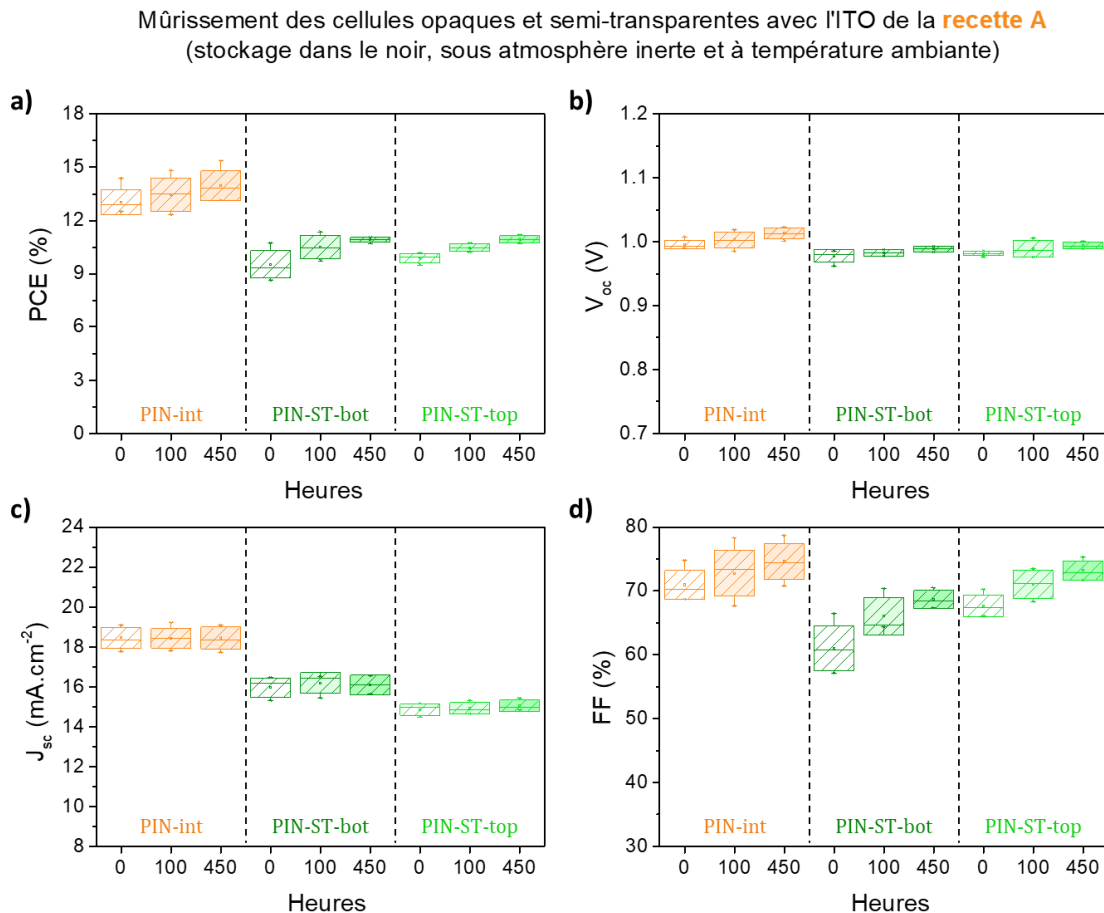 Mûrissement des cellules opaques et semi-transparentes avec l'ITO de la recette A
(stockage dans le noir, sous atmosphère inerte et à température ambiante)
a)
PCE (%)
18
15
12
9
6
3
0
PIN-int
PIN-ST-bot
PIN-ST-top
0 100 450 0 100 450 0 100 450
Heures
b)
Voc (V)
1.2
1.1
1.0
0.9
0.8
0.7
PIN-int
PIN-ST-bot
PIN-ST-top
0 100 450 0 100 450 0 100 450
Heures
c)
Jsc (mA.cm-2)
24
22
20
18
16
14
12
10
8
PIN-int
PIN-ST-bot
PIN-ST-top
0 100 450 0 100 450 0 100 450
Heures
d)
FF (%)
80
70
60
50
40
30
PIN-int
PIN-ST-bot
PIN-ST-top
0 100 450 0 100 450 0 100 450
Heures